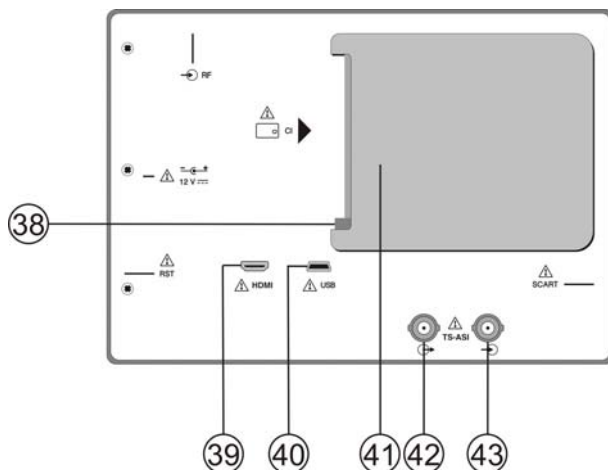 RF
CI
12 V
38
RST
HDMI
USB
SCART
TS-ASI
39
40
41
42
43